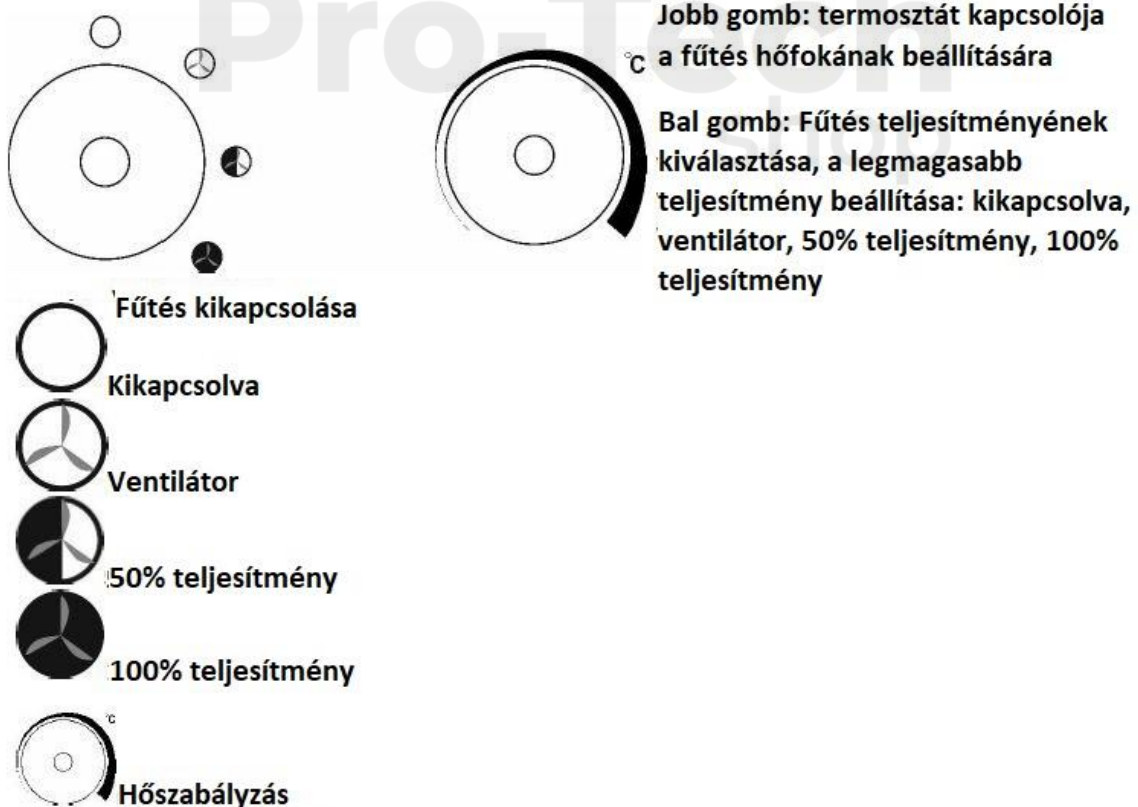 Pro-Tech
shop
Jobb gomb: termosztát kapcsolója
a fűtés hőfokának beállítására
°C
Bal gomb: Fűtés teljesítményének
kiválasztása, a legmagasabb
teljesítmény beállítása: kikapcsolva,
ventilátor, 50% teljesítmény, 100%
teljesítmény
Fűtés kikapcsolása
Kikapcsolva
Ventilátor
50% teljesítmény
100% teljesítmény
°C
Hőszabályzás